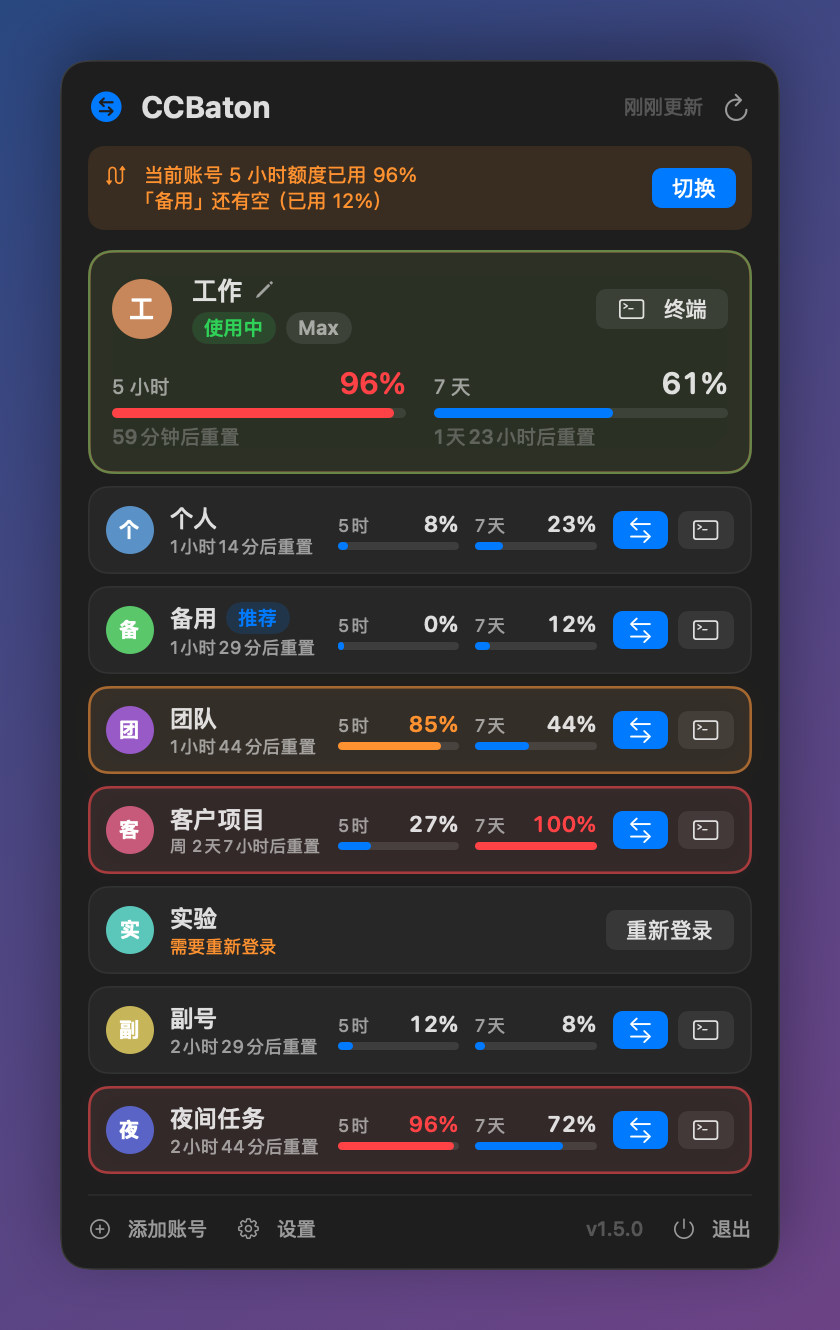 CCBaton
刚刚更新
当前账号 5 小时额度已用 96%
「备用」还有空（已用 12%）
切换
工
工作
使用中
Max
终端
5 小时
96%
7 天
61%
59 分钟后重置
1天 23 小时后重置
个
个人
1小时 14 分后重置
5时
8%
7天
23%
备
备用
推荐
1小时 29 分后重置
5时
0%
7天
12%
团
团队
1小时 44 分后重置
5时
85%
7天
44%
客
客户项目
周 2天 7小时后重置
5时
27%
7天
100%
实
实验
需要重新登录
重新登录
副
副号
2小时 29 分后重置
5时
12%
7天
8%
夜
夜间任务
2小时 44 分后重置
5时
96%
7天
72%
添加账号
设置
v1.5.0
退出